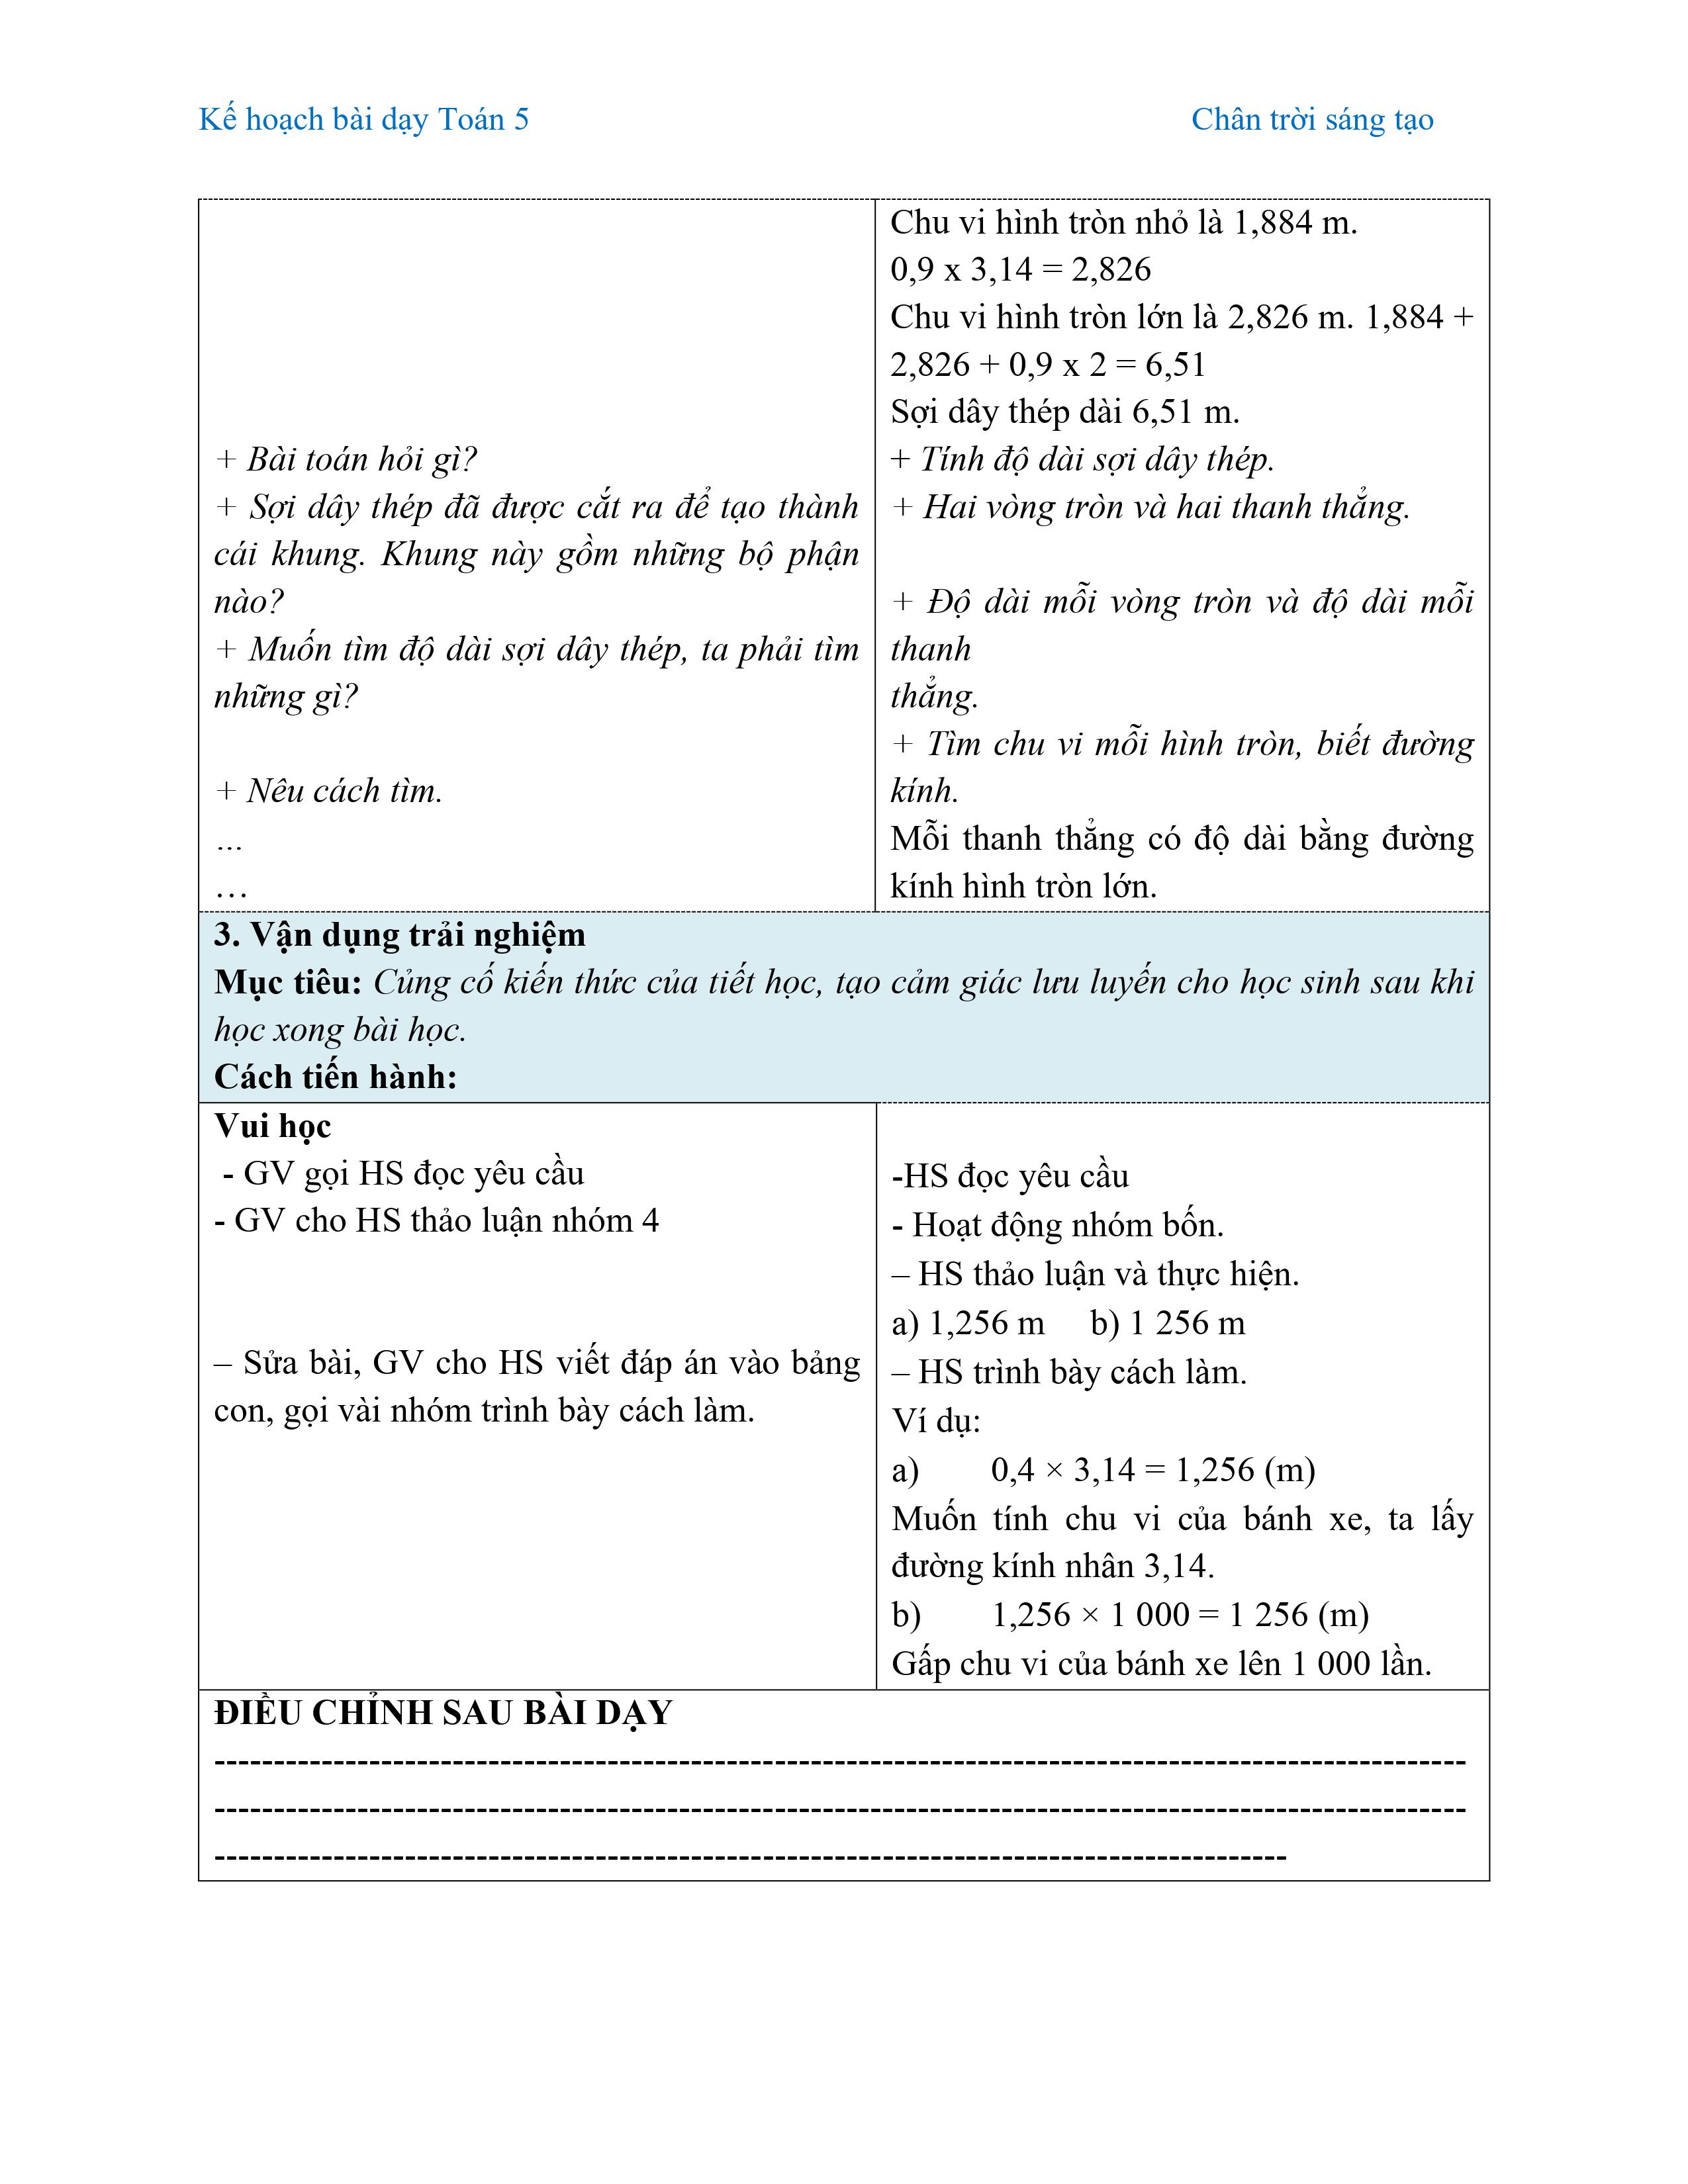 Kế hoạch bài dạy Toán 5 Chân trời sáng tạo
Chu vi hình tròn nhỏ là 1,884 m.
0,9 x 3,14 = 2,826
Chu vi hình tròn lớn là 2,826 m. 1,884 +
2,826 + 0,9 x 2 = 6,51
Sợi dây thép dài 6,51 m.
+ Bài toán hỏi gì?
+ Sợi dây thép đã được cắt ra để tạo thành
cái khung. Khung này gồm những bộ phận
nào?
+ Muốn tìm độ dài sợi dây thép, ta phải tìm
những gì?
+ Nêu cách tìm.
...
…
+ Tính độ dài sợi dây thép.
+ Hai vòng tròn và hai thanh thẳng.
+ Độ dài mỗi vòng tròn và độ dài mỗi
thanh
thẳng.
+ Tìm chu vi mỗi hình tròn, biết đường
kính.
Mỗi thanh thẳng có độ dài bằng đường
kính hình tròn lớn.
3. Vận dụng trải nghiệm
Mục tiêu: Củng cố kiến thức của tiết học, tạo cảm giác lưu luyến cho học sinh sau khi
học xong bài học.
Cách tiến hành:
Vui học
- GV gọi HS đọc yêu cầu
- GV cho HS thảo luận nhóm 4
– Sửa bài, GV cho HS viết đáp án vào bảng
con, gọi vài nhóm trình bày cách làm.
-HS đọc yêu cầu
- Hoạt động nhóm bốn.
– HS thảo luận và thực hiện.
a) 1,256 m b) 1 256 m
– HS trình bày cách làm.
Ví dụ:
a) 0,4 × 3,14 = 1,256 (m)
Muốn tính chu vi của bánh xe, ta lấy
đường kính nhân 3,14.
b) 1,256 × 1 000 = 1 256 (m)
Gấp chu vi của bánh xe lên 1 000 lần.
ĐIỀU CHỈNH SAU BÀI DẠY